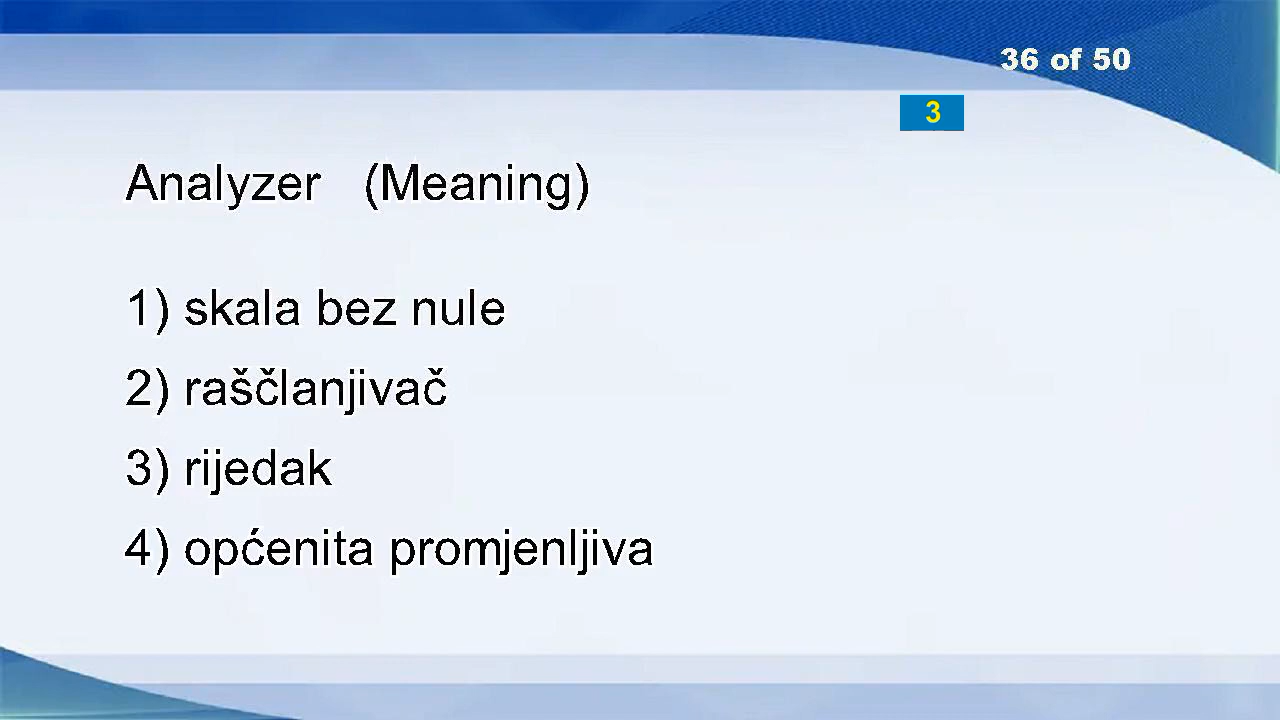 36 of 50
3
Analyzer (Meaning)
1) skala bez nule
2) raščlanjivač
3) rijedak
4) općenita promjenljiva